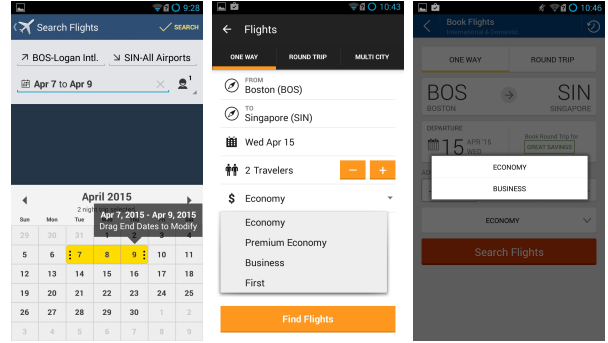 9:28
Search Flights
SEARCH
BOS-Logan Intl.
SIN-All Airports
Apr 7 to Apr 9
1
April 2015
2 night trip selected
Apr 7, 2015 - Apr 9, 2015
Drag End Dates to Modify
Sun Mon Tue
29 30 31 1 2 3 4
5 6 7 8 9 10 11
12 13 14 15 16 17 18
19 20 21 22 23 24 25
26 27 28 29 30 1 2
3 4 5 6 7 8 9
10:43
Flights
ONE WAY ROUND TRIP MULTI CITY
FROM
Boston (BOS)
TO
Singapore (SIN)
Wed Apr 15
2 Travelers
− +
$ Economy
Economy
Premium Economy
Business
First
Find Flights
10:46
Book Flights
International & Domestic
ONE WAY ROUND TRIP
BOS SIN
BOSTON SINGAPORE
DEPARTURE
15 APR '15
WED
Book Round Trip for
GREAT SAVINGS
ECONOMY
BUSINESS
ECONOMY
Search Flights